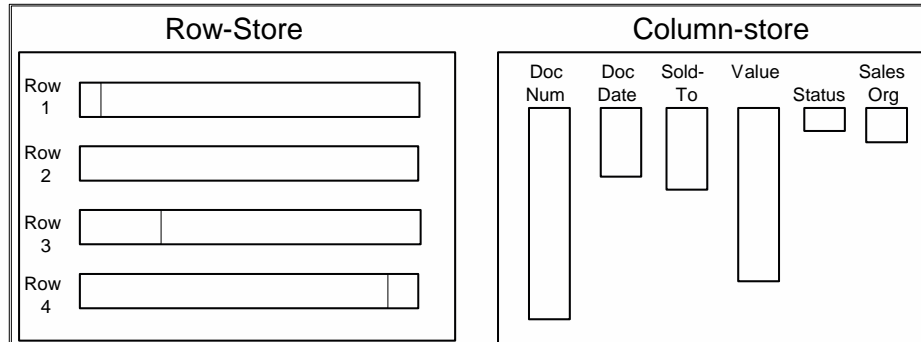 Row-Store
Row
1
Row
2
Row
3
Row
4
Column-store
Doc
Num
Doc
Date
Sold-
To
Value
Status
Sales
Org